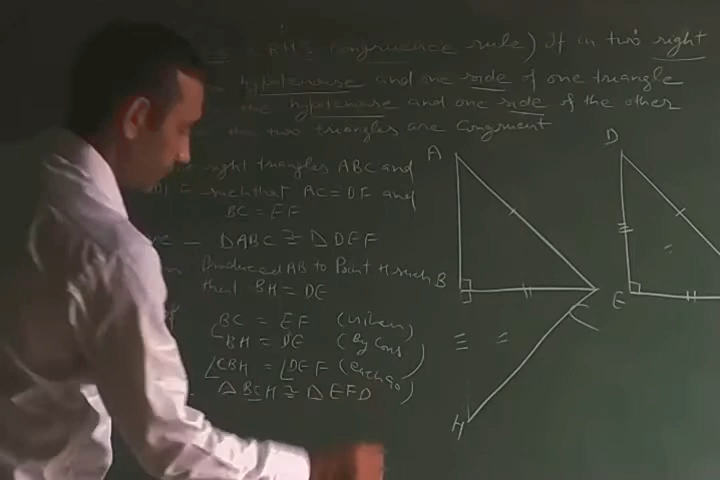 RHS congruence rule) If in two right
hypotenuse and one side of one triangle
the hypotenuse and one side of the other
the two triangles are congruent
right triangles ABC and
such that AC = DF and
BC = EF
ΔABC ≅ ΔDEF
Produced AB to Point H such
that BH = DE
BC = EF (Given)
BH = DE (By Cons
∠CBH = ∠DEF (each 90
ΔBCH ≅ ΔEFD )
A
B
C
H
D
E